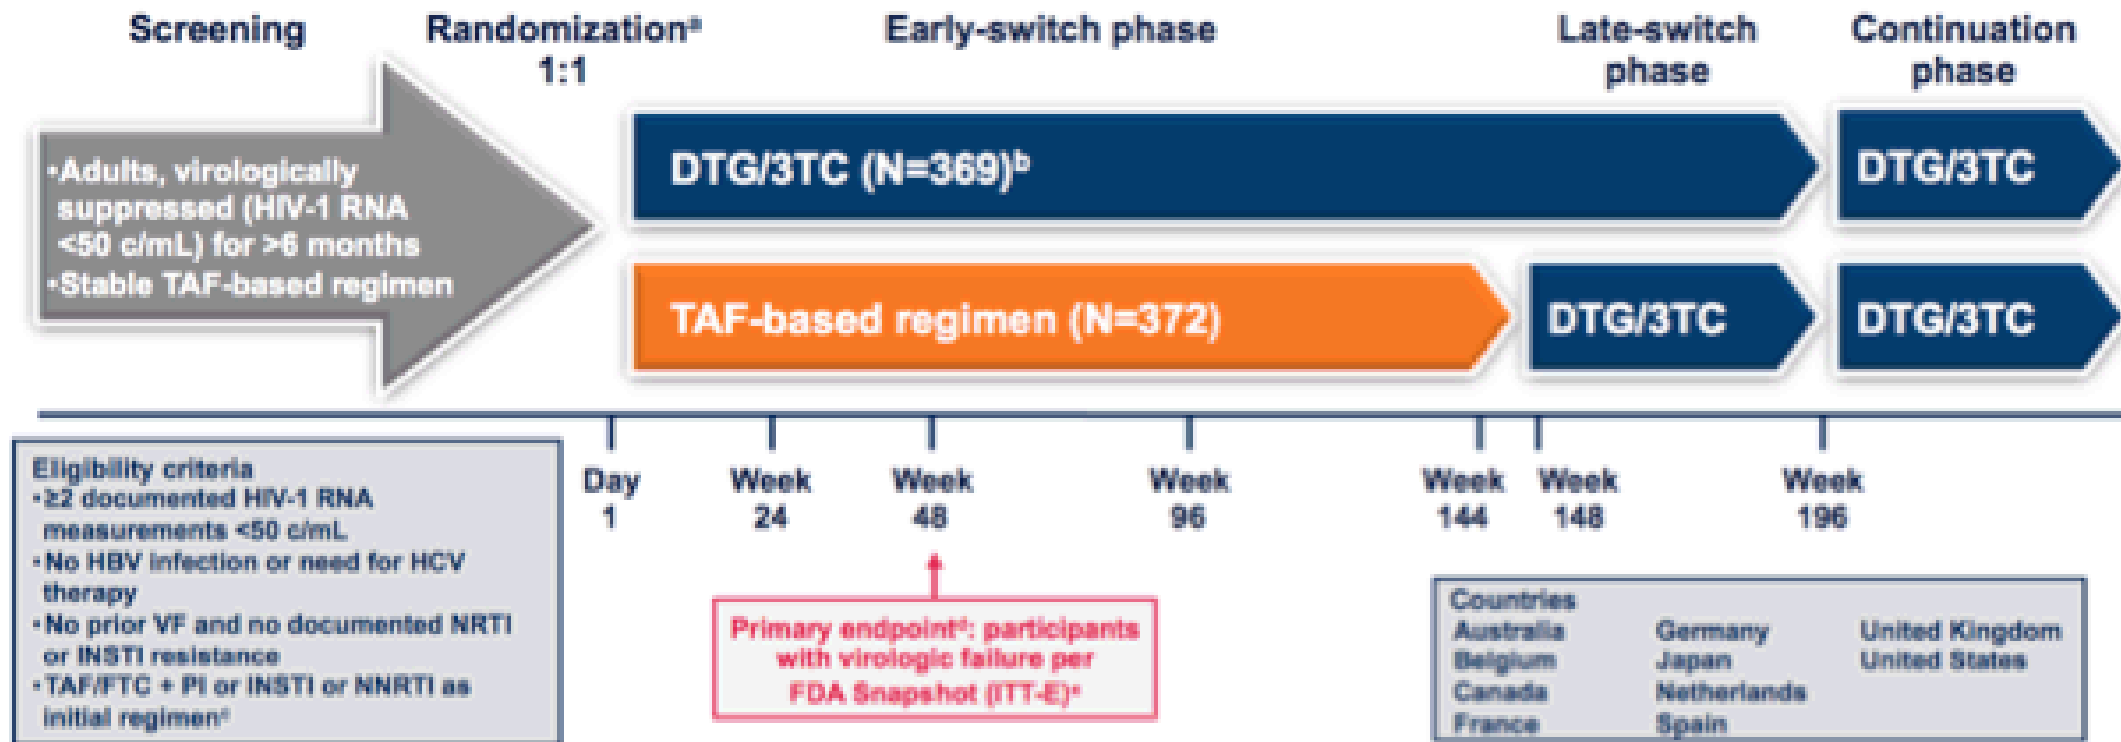 Screening
Randomizationᵃ
1:1
Early-switch phase
Late-switch
phase
Continuation
phase
•Adults, virologically
suppressed (HIV-1 RNA
<50 c/mL) for >6 months
•Stable TAF-based regimen
DTG/3TC (N=369)ᵇ
DTG/3TC
TAF-based regimen (N=372)
DTG/3TC
DTG/3TC
Day
1
Week
24
Week
48
Week
96
Week
144
Week
148
Week
196
Eligibility criteria
•≥2 documented HIV-1 RNA
measurements <50 c/mL
•No HBV infection or need for HCV
therapy
•No prior VF and no documented NRTI
or INSTI resistance
•TAF/FTC + PI or INSTI or NNRTI as
initial regimenᶜ
Primary endpointᵈ: participants
with virologic failure per
FDA Snapshot (ITT-E)ᵉ
Countries
Australia
Belgium
Canada
France
Germany
Japan
Netherlands
Spain
United Kingdom
United States